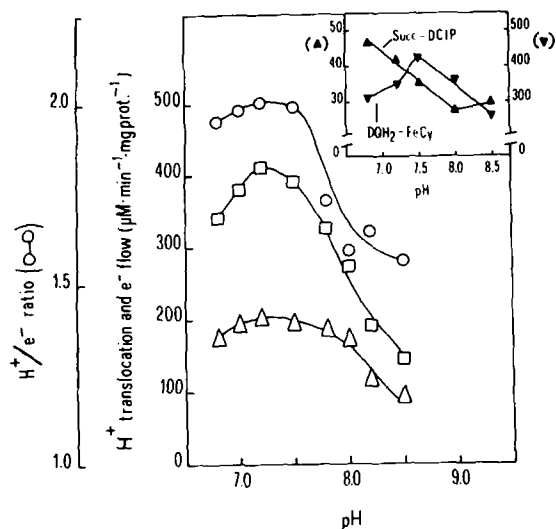 (▲)
Succ-DCIP
(▼)
50
40
30
0
500
400
300
0
DQH₂-FeCy
7.0 7.5 8.0 8.5
pH
H⁺/e⁻ ratio (O-O)
2.0
1.5
1.0
H⁺ translocation and e⁻ flow (µM·min⁻¹·mgprot.⁻¹)
500
400
300
200
100
0
7.0 8.0 9.0
pH